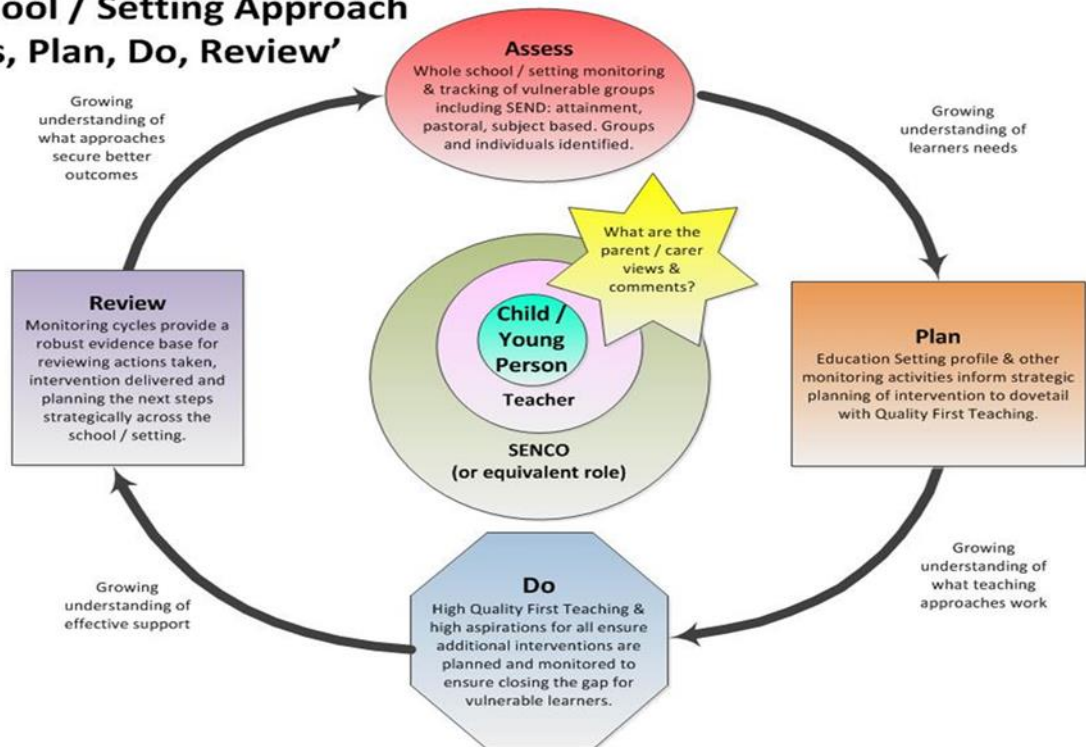 ool / Setting Approach
s, Plan, Do, Review’
Assess
Whole school / setting monitoring
& tracking of vulnerable groups
including SEND: attainment,
pastoral, subject based. Groups
and individuals identified.
Growing
understanding of
what approaches
secure better
outcomes
Growing
understanding of
learners needs
What are the
parent / carer
views &
comments?
Review
Monitoring cycles provide a
robust evidence base for
reviewing actions taken,
intervention delivered and
planning the next steps
strategically across the
school / setting.
Child /
Young
Person
Teacher
SENCO
(or equivalent role)
Plan
Education Setting profile & other
monitoring activities inform strategic
planning of intervention to dovetail
with Quality First Teaching.
Growing
understanding of
effective support
Do
High Quality First Teaching &
high aspirations for all ensure
additional interventions are
planned and monitored to
ensure closing the gap for
vulnerable learners.
Growing
understanding of
what teaching
approaches work